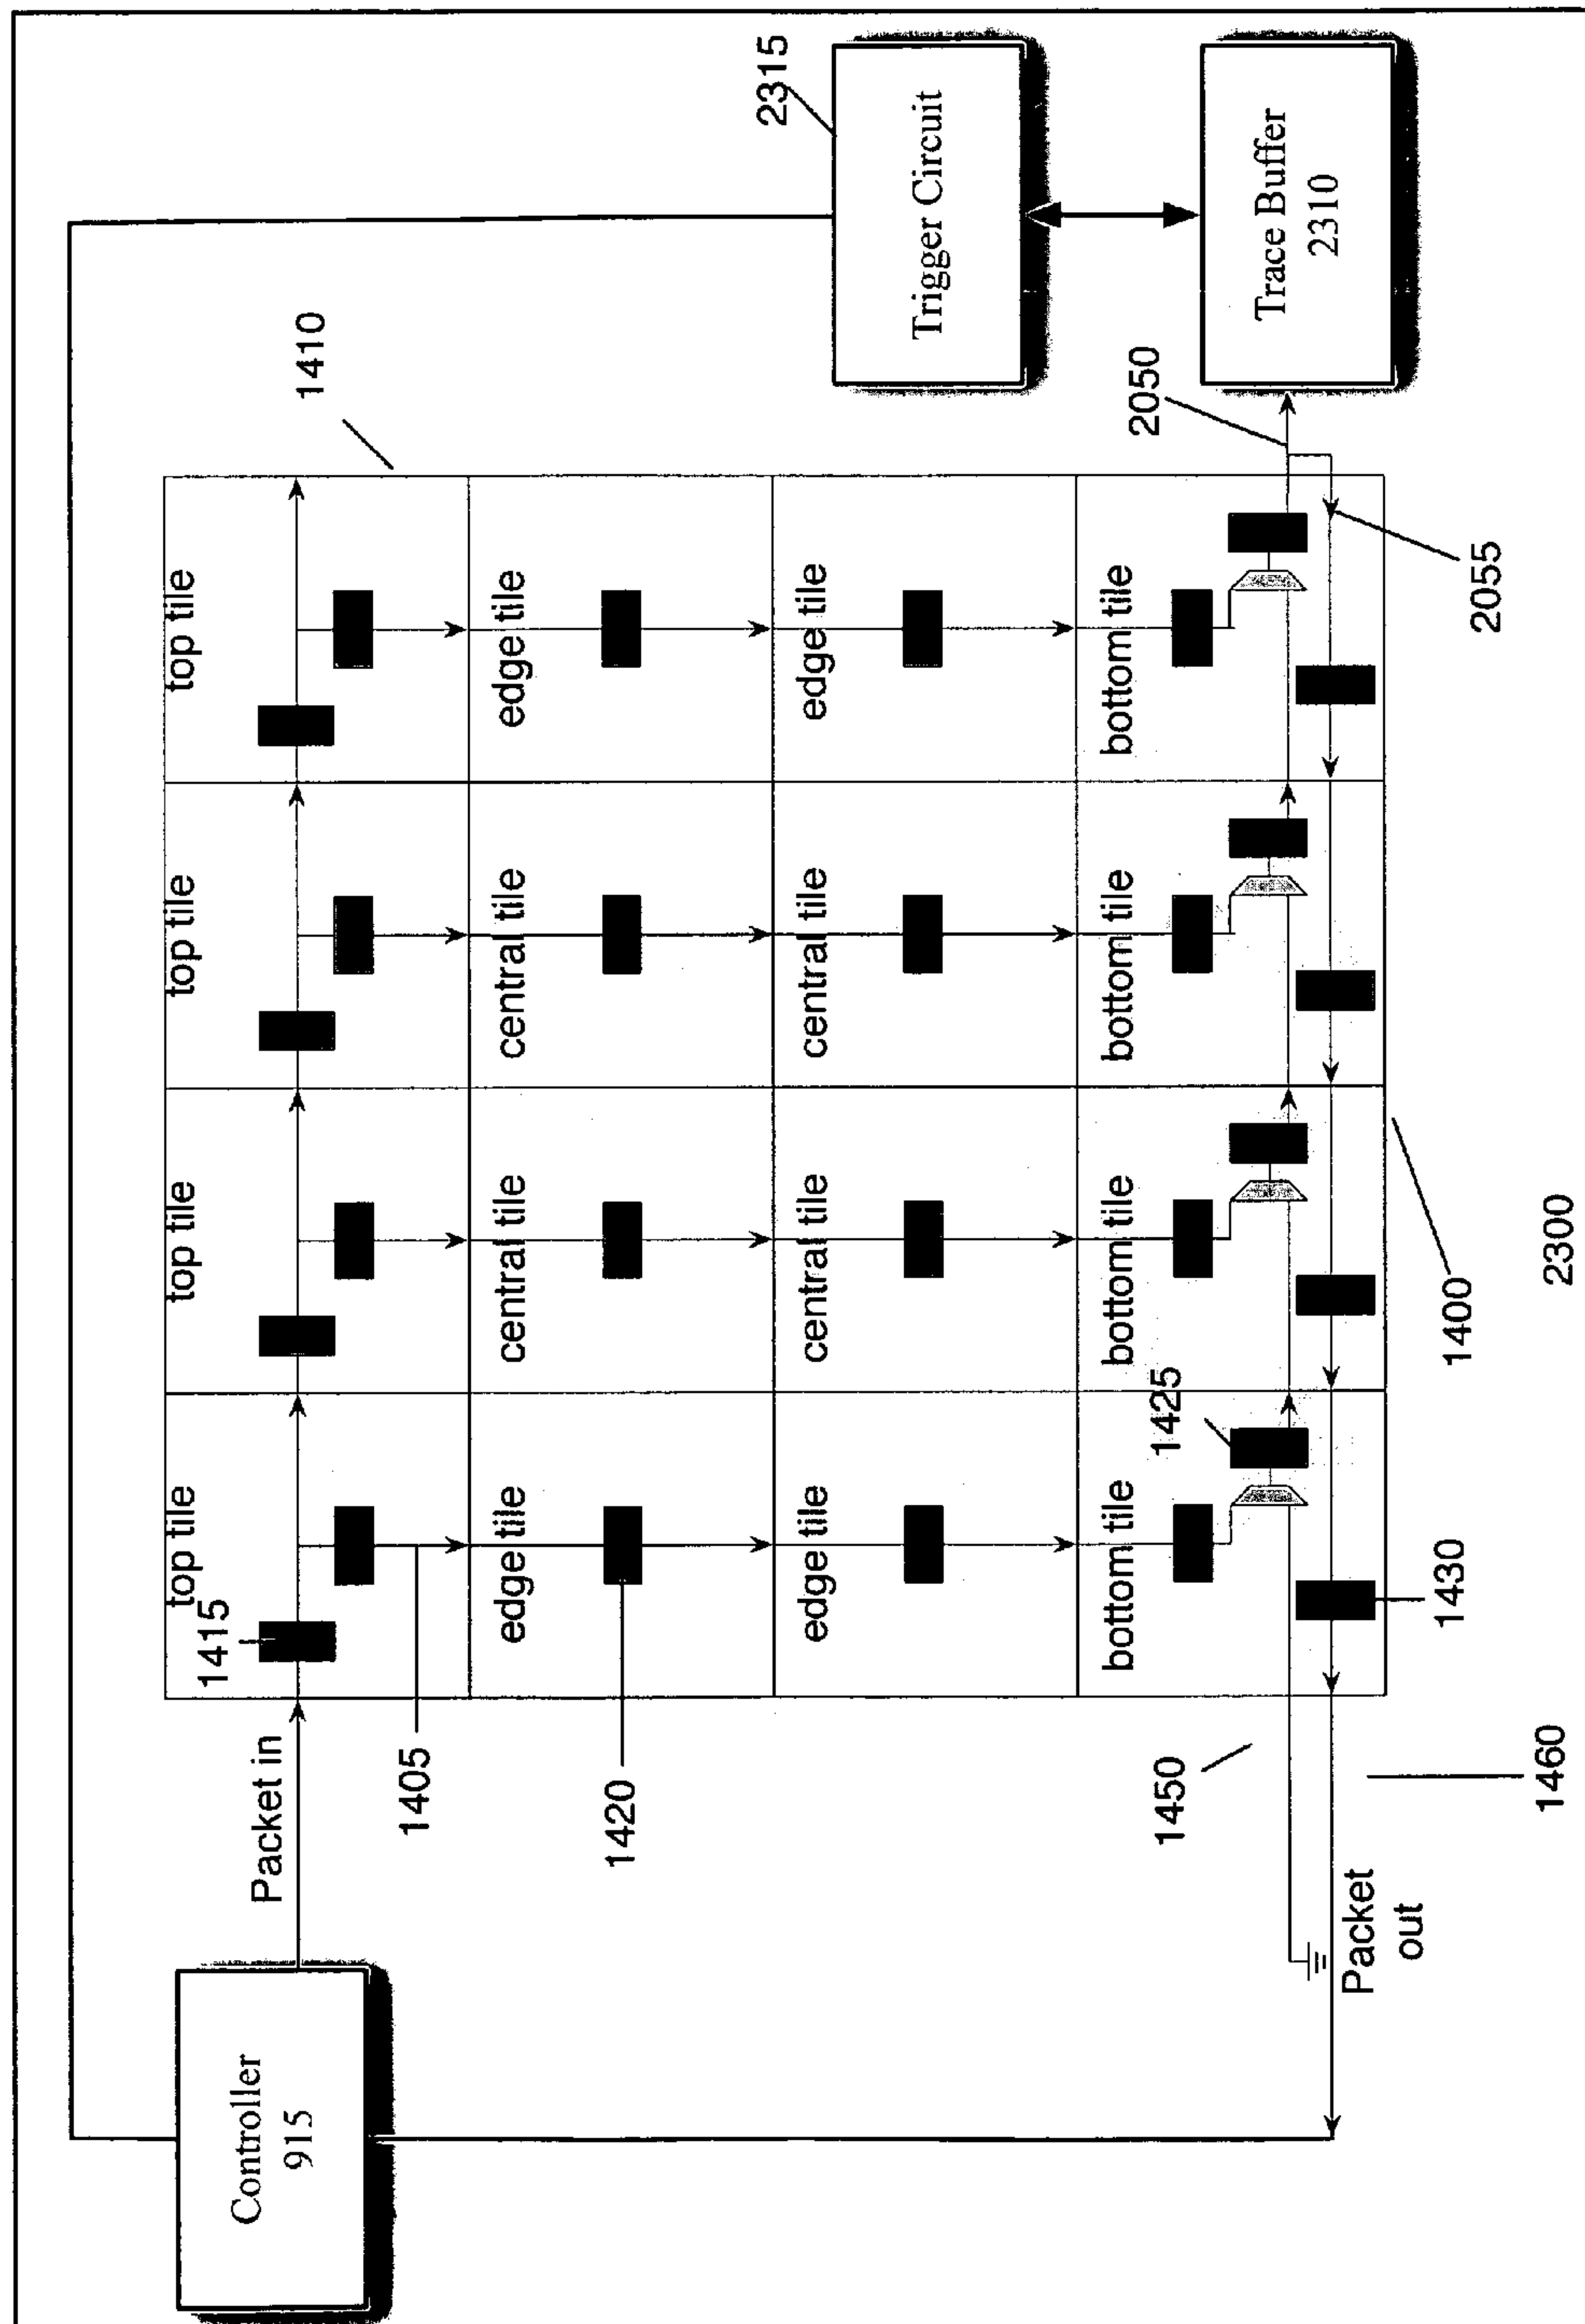 Controller
915
Packet in
top tile
top tile
top tile
top tile
1415
1410
1405
1420
edge tile
central tile
central tile
edge tile
edge tile
central tile
central tile
edge tile
bottom tile
bottom tile
bottom tile
bottom tile
1425
1450
Packet
out
1460
1430
1400
2300
2050
2055
2315
Trigger Circuit
Trace Buffer
2310